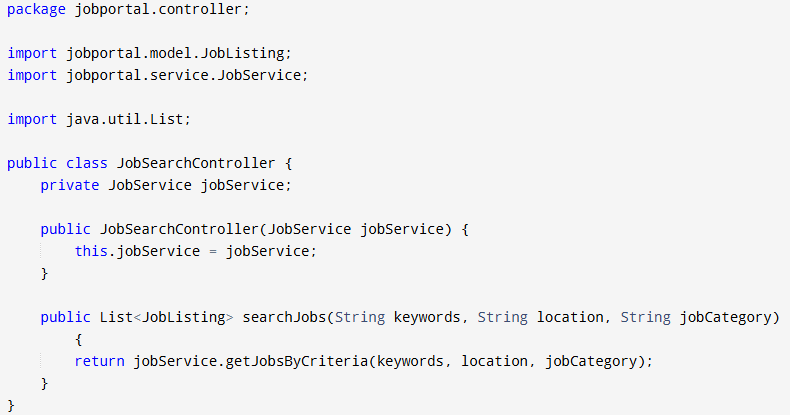 package jobportal.controller;
import jobportal.model.JobListing;
import jobportal.service.JobService;
import java.util.List;
public class JobSearchController {
    private JobService jobService;
    public JobSearchController(JobService jobService) {
        this.jobService = jobService;
    }
    public List<JobListing> searchJobs(String keywords, String location, String jobCategory)
        {
        return jobService.getJobsByCriteria(keywords, location, jobCategory);
    }
}